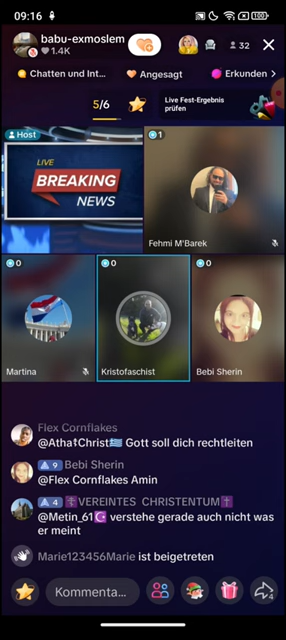 09:16
100
babu-exmoslem
1.4K
32
Chatten und Int...
Angesagt
Erkunden
5/6
Live Fest-Ergebnis
prüfen
Host
1
LIVE
BREAKING
NEWS
Fehmi M'Barek
0
0
0
Martina
Kristofaschist
Bebi Sherin
Flex Cornflakes
@Atha☦Christ🇬🇷 Gott soll dich rechtleiten
9 Bebi Sherin
@Flex Cornflakes Amin
4 ✝️VEREINTES CHRISTENTUM✝️
@Metin_61☪️ verstehe gerade auch nicht was
er meint
Marie123456Marie ist beigetreten
Kommenta...
4